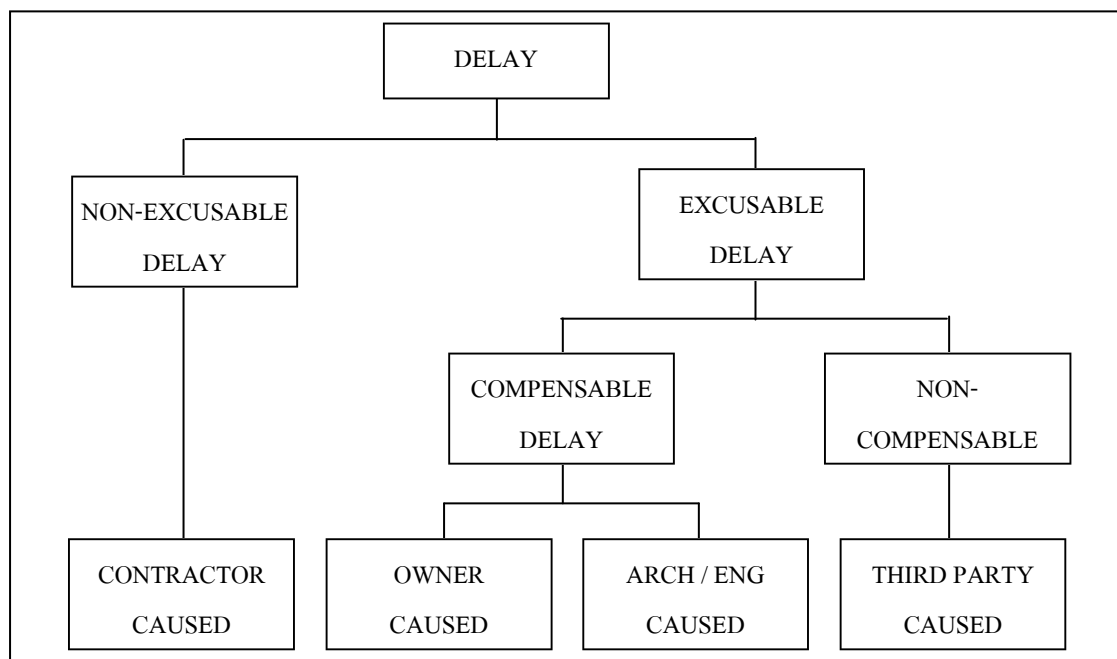 DELAY
NON-EXCUSABLE
DELAY
EXCUSABLE
DELAY
COMPENSABLE
DELAY
NON-
COMPENSABLE
CONTRACTOR
CAUSED
OWNER
CAUSED
ARCH / ENG
CAUSED
THIRD PARTY
CAUSED